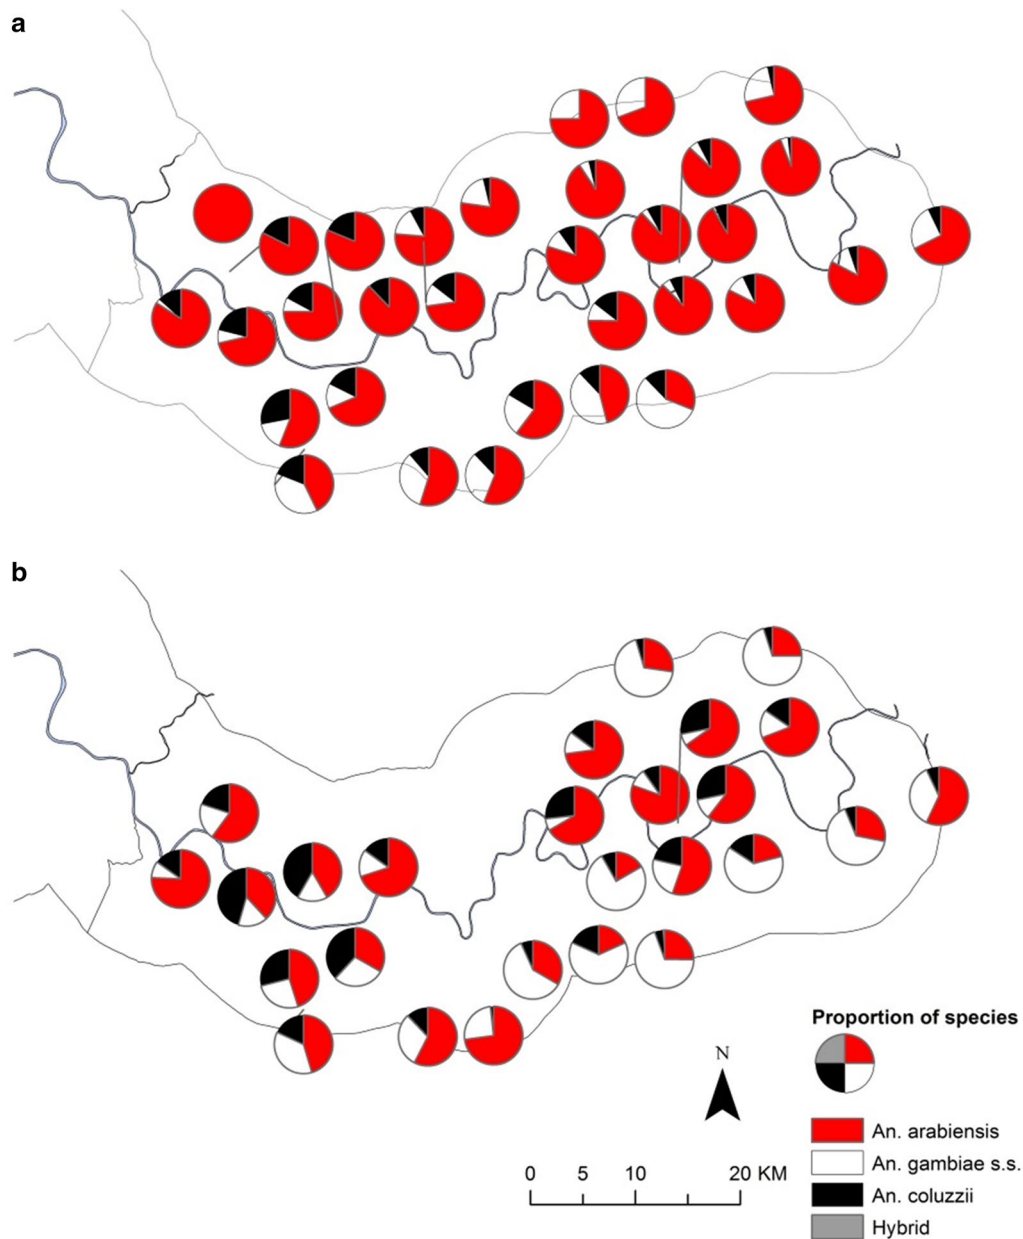 a
b
Proportion of species
N
An. arabiensis
An. gambiae s.s.
0 5 10 20 KM
An. coluzzii
Hybrid